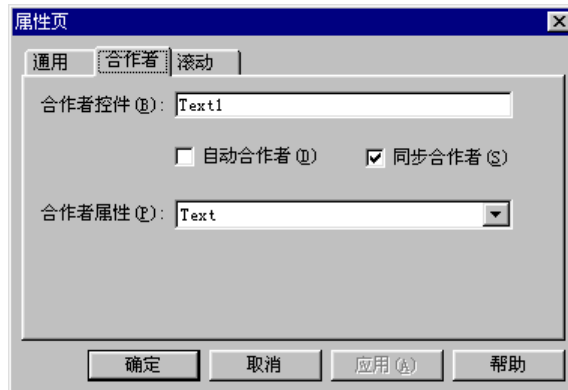 属性页
通用 合作者 滚动
合作者控件(B): Text1
自动合作者(D) 同步合作者(S)
合作者属性(P): Text
确定 取消 应用(A) 帮助